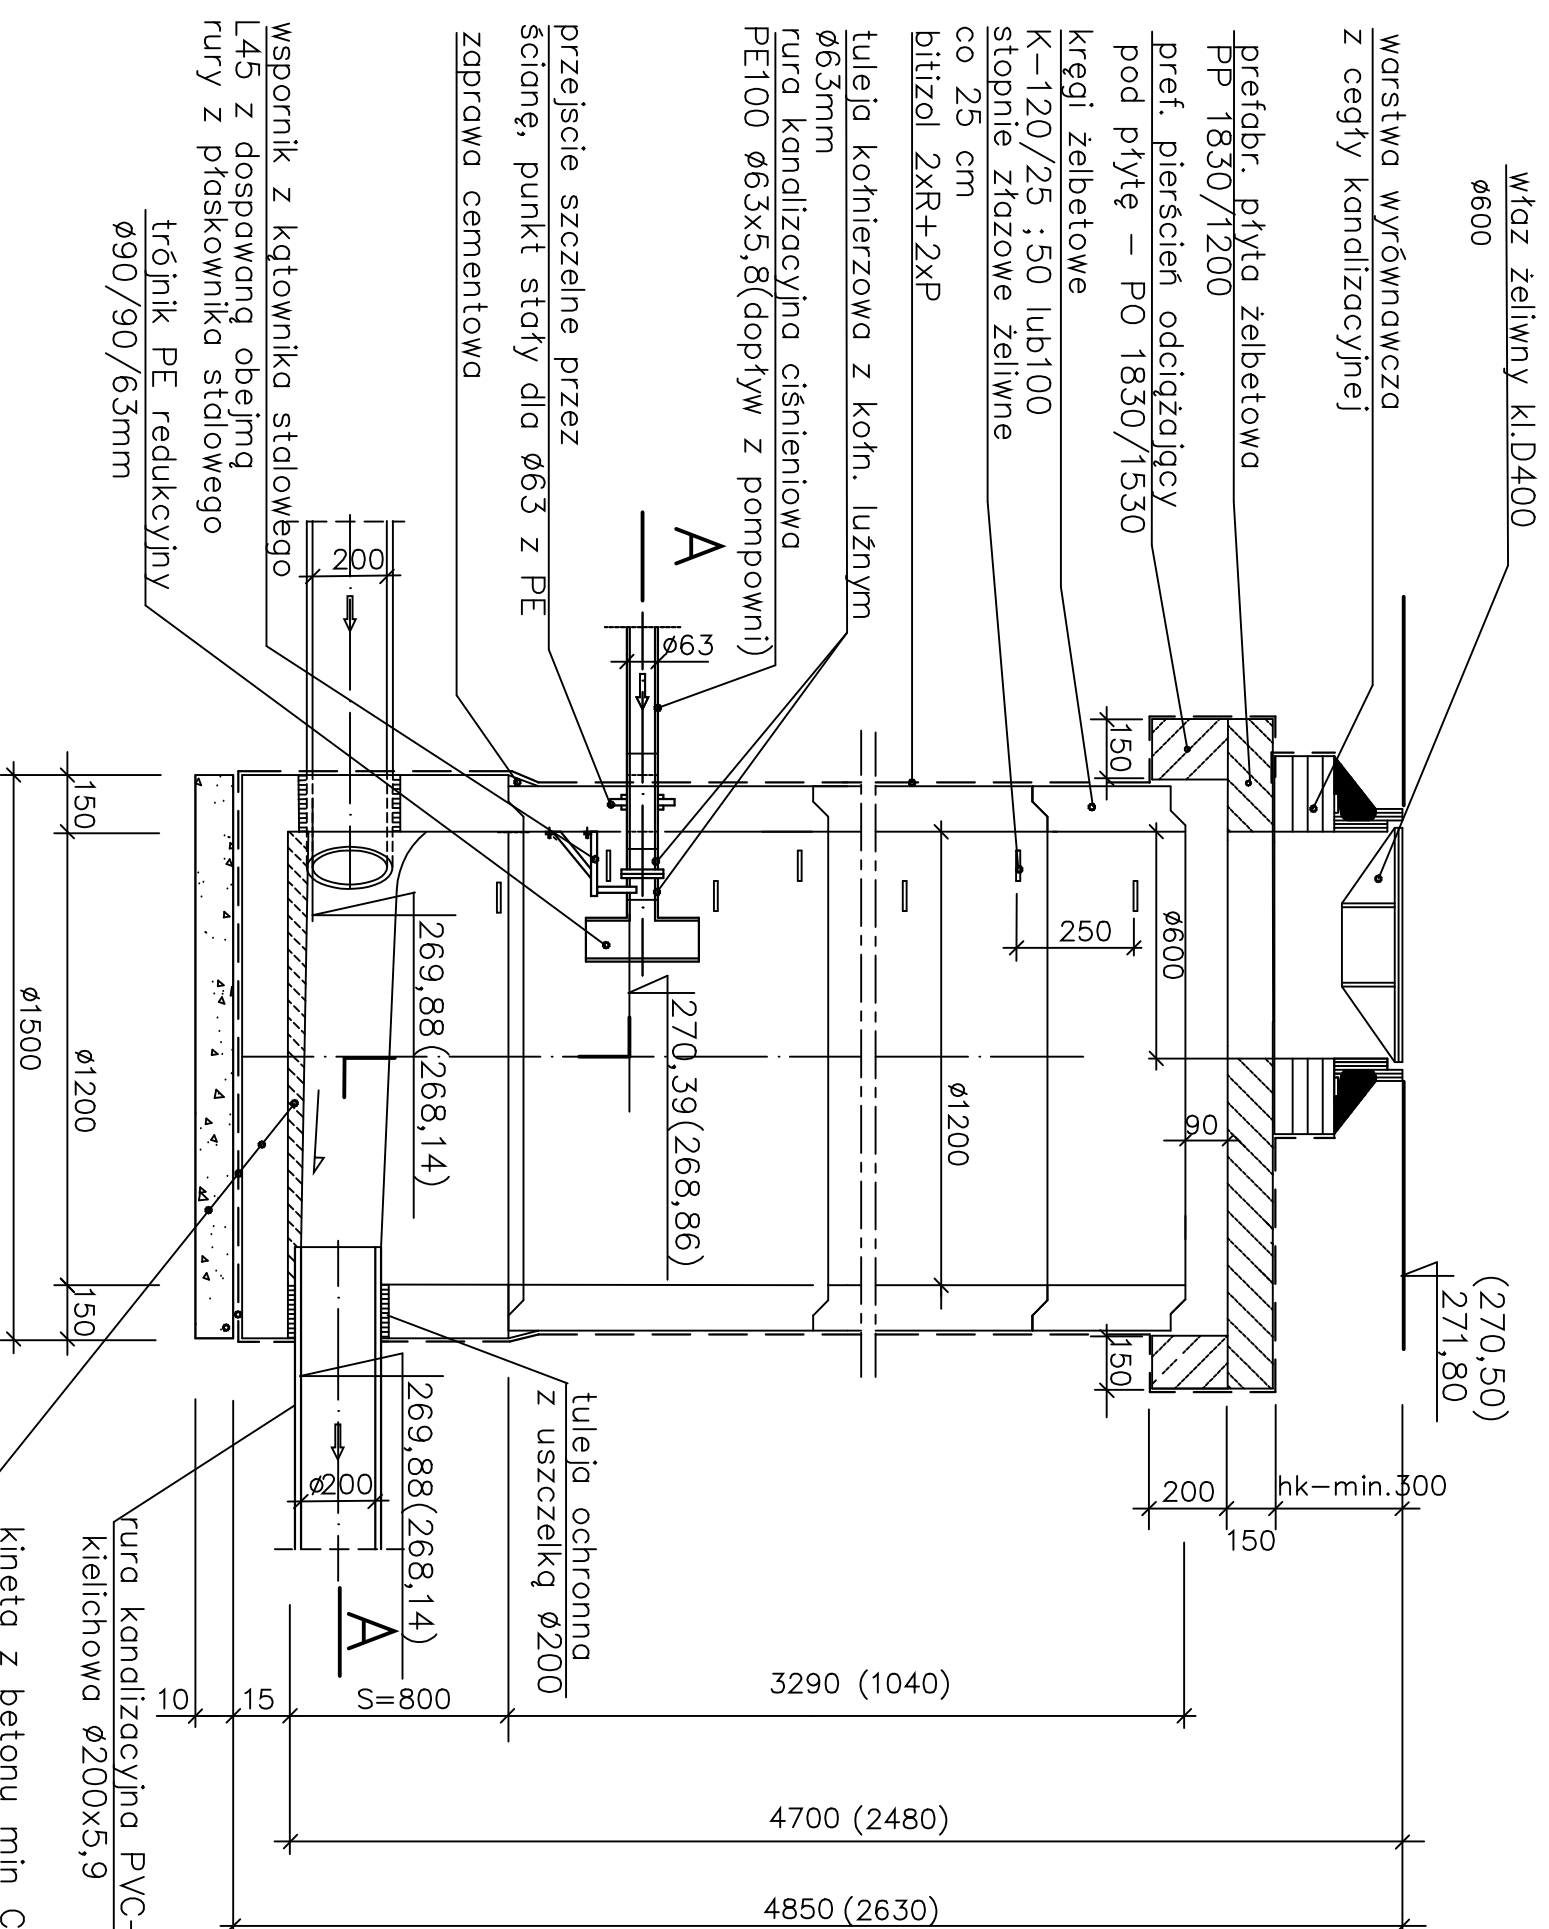 właz żeliwny kl.D400
ø600
warstwa wyrównawcza
z cegły kanalizacyjnej
prefabr. płyta żelbetowa
PP 1830/1200
pref. pierścień odciążający
pod płytę - PO 1830/1530
kręgi żelbetowe
K-120/25 ;50 lub100
stopnie złazowe żeliwne
co 25 cm
bitizol 2xR+2xP
tuleja kołnierzowa z kołn. luźnym
ø63mm
rura kanalizacyjna ciśnieniowa
PE100 ø63x5,8(dopływ z pompowni)
przejscie szczelne przez
ścianę, punkt stały dla ø63 z PE
zaprawa cementowa
wspornik z kątownika stalowego
L45 z dospawaną obejmą
rury z płaskownika stalowego
trójnik PE redukcyjny
ø90/90/63mm
(270,50)
271,80
hk-min.300
150
200
150
150
90
ø600
250
ø1200
A
ø63
270,39(268,86)
200
269,88(268,14)
269,88(268,14)
ø200
A
tuleja ochronna
z uszczelką ø200
rura kanalizacyjna PVC-
kielichowa ø200x5,9
kineta z betonu min C
150
ø1200
150
ø1500
10
15
S=800
3290 (1040)
4700 (2480)
4850 (2630)